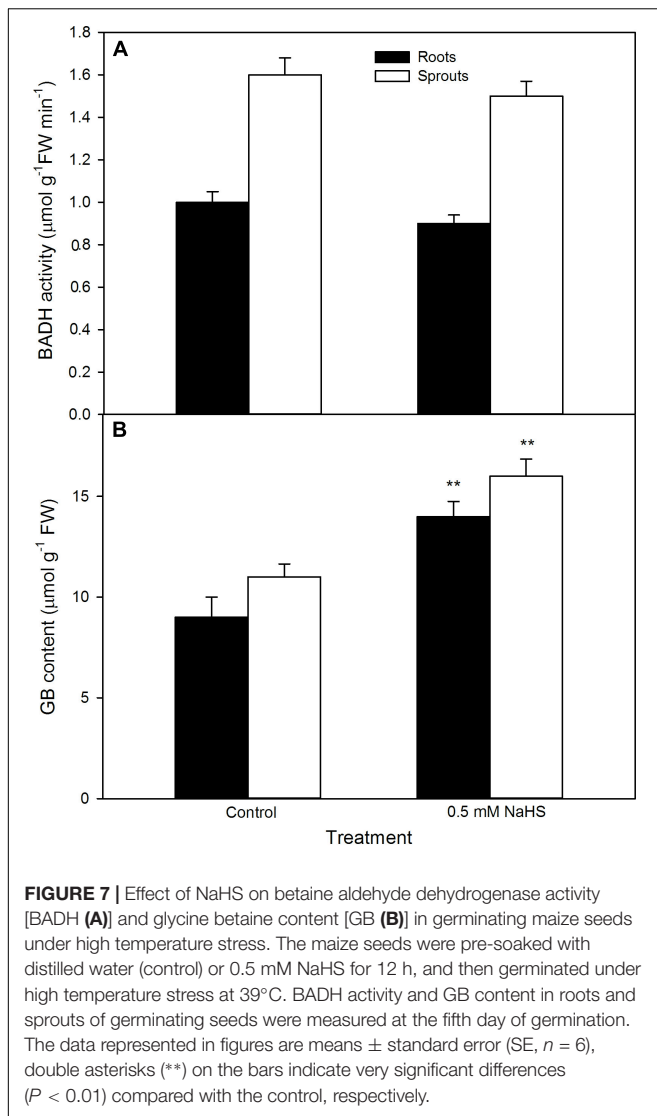 A
Roots
Sprouts
BADH activity (μmol g⁻¹FW min⁻¹)
1.8
1.6
1.4
1.2
1.0
0.8
0.6
0.4
0.2
0.0
B
**
**
GB content (μmol g⁻¹ FW)
15
10
5
0
Control
0.5 mM NaHS
Treatment
FIGURE 7 | Effect of NaHS on betaine aldehyde dehydrogenase activity
[BADH (A)] and glycine betaine content [GB (B)] in germinating maize seeds
under high temperature stress. The maize seeds were pre-soaked with
distilled water (control) or 0.5 mM NaHS for 12 h, and then germinated under
high temperature stress at 39°C. BADH activity and GB content in roots and
sprouts of germinating seeds were measured at the fifth day of germination.
The data represented in figures are means ± standard error (SE, n = 6),
double asterisks (**) on the bars indicate very significant differences
(P < 0.01) compared with the control, respectively.